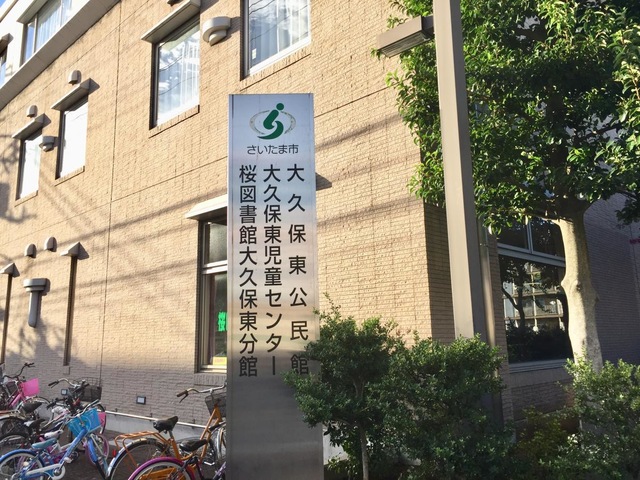 さいたま市
大久保東公民館
大久保東児童センター
桜図書館大久保東分館